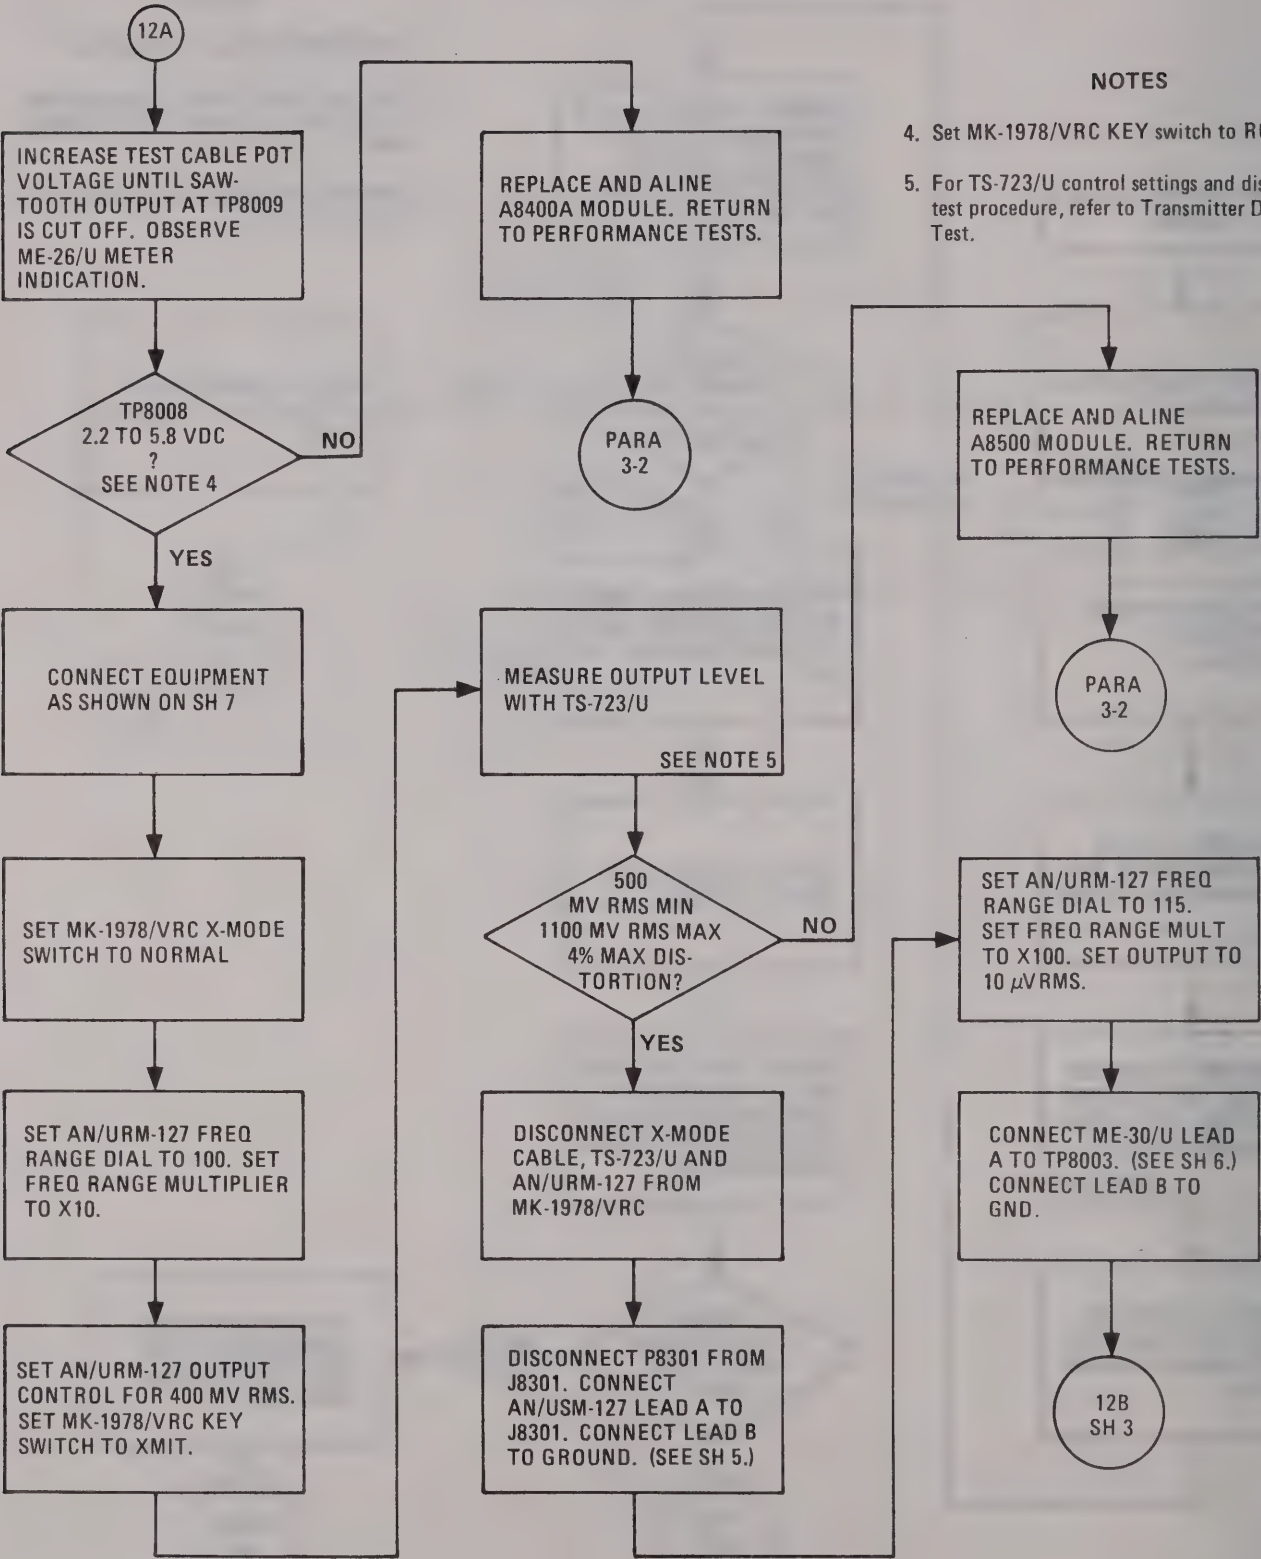 12A
INCREASE TEST CABLE POT
VOLTAGE UNTIL SAW-
TOOTH OUTPUT AT TP8009
IS CUT OFF. OBSERVE
ME-26/U METER
INDICATION.
TP8008
2.2 TO 5.8 VDC
?
SEE NOTE 4
NO
YES
CONNECT EQUIPMENT
AS SHOWN ON SH 7
SET MK-1978/VRC X-MODE
SWITCH TO NORMAL
SET AN/URM-127 FREQ
RANGE DIAL TO 100. SET
FREQ RANGE MULTIPLIER
TO X10.
SET AN/URM-127 OUTPUT
CONTROL FOR 400 MV RMS.
SET MK-1978/VRC KEY
SWITCH TO XMIT.
REPLACE AND ALINE
A8400A MODULE. RETURN
TO PERFORMANCE TESTS.
PARA
3-2
MEASURE OUTPUT LEVEL
WITH TS-723/U
SEE NOTE 5
500
MV RMS MIN
1100 MV RMS MAX
4% MAX DIS-
TORTION?
NO
YES
DISCONNECT X-MODE
CABLE, TS-723/U AND
AN/URM-127 FROM
MK-1978/VRC
DISCONNECT P8301 FROM
J8301. CONNECT
AN/USM-127 LEAD A TO
J8301. CONNECT LEAD B
TO GROUND. (SEE SH 5.)
NOTES
4. Set MK-1978/VRC KEY switch to
5. For TS-723/U control settings and
test procedure, refer to Transmitter
Test.
REPLACE AND ALINE
A8500 MODULE. RETURN
TO PERFORMANCE TESTS.
PARA
3-2
SET AN/URM-127 FREQ
RANGE DIAL TO 115.
SET FREQ RANGE MULT
TO X100. SET OUTPUT TO
10 μV RMS.
CONNECT ME-30/U LEAD
A TO TP8003. (SEE SH 6.)
CONNECT LEAD B TO
GND.
12B
SH 3